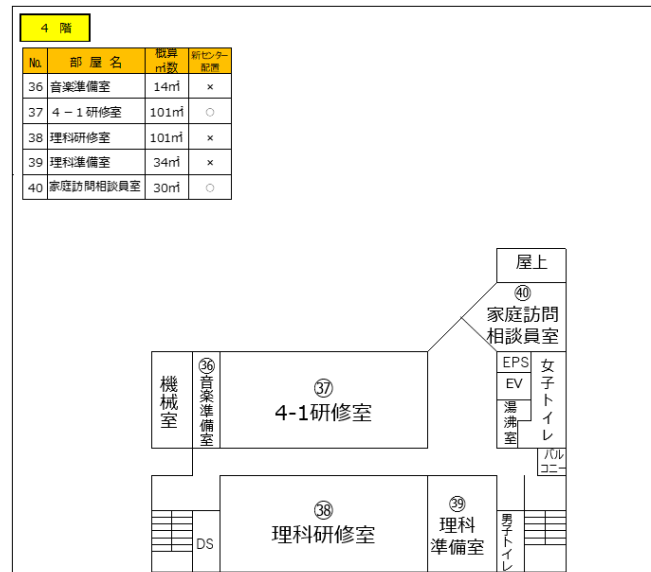 4 階
No. 部 屋 名 概算㎡数 新センター配置
36 音楽準備室 14㎡ ×
37 4－1研修室 101㎡ ○
38 理科研修室 101㎡ ×
39 理科準備室 34㎡ ×
40 家庭訪問相談員室 30㎡ ○
屋上
㊵
家庭訪問
相談員室
機械室
㊱音楽準備室
㊲
4-1研修室
EPS
EV
湯沸室
女子トイレ
バル
コニー
DS
㊳
理科研修室
㊴
理科
準備室
男子トイレ